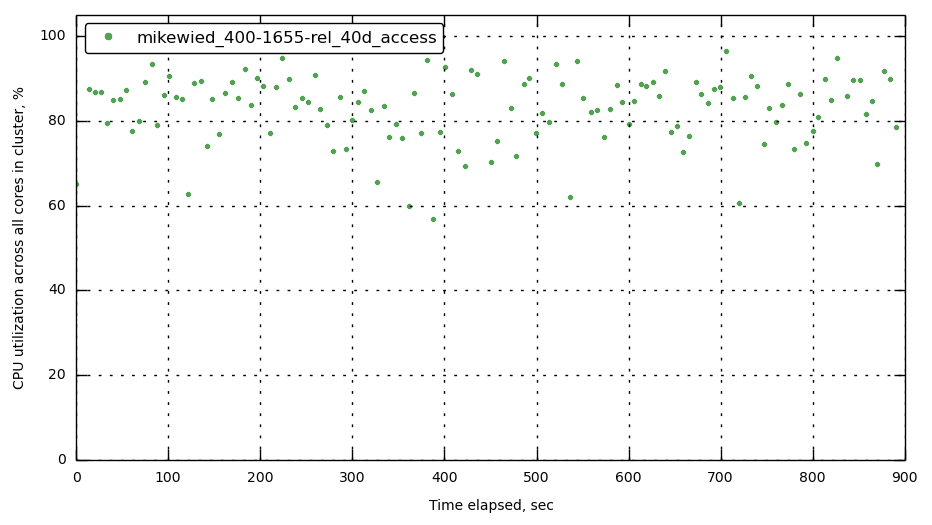 mikewied_400-1655-rel_40d_access
CPU utilization across all cores in cluster, %
100
80
60
40
20
0
0 100 200 300 400 500 600 700 800 900
Time elapsed, sec